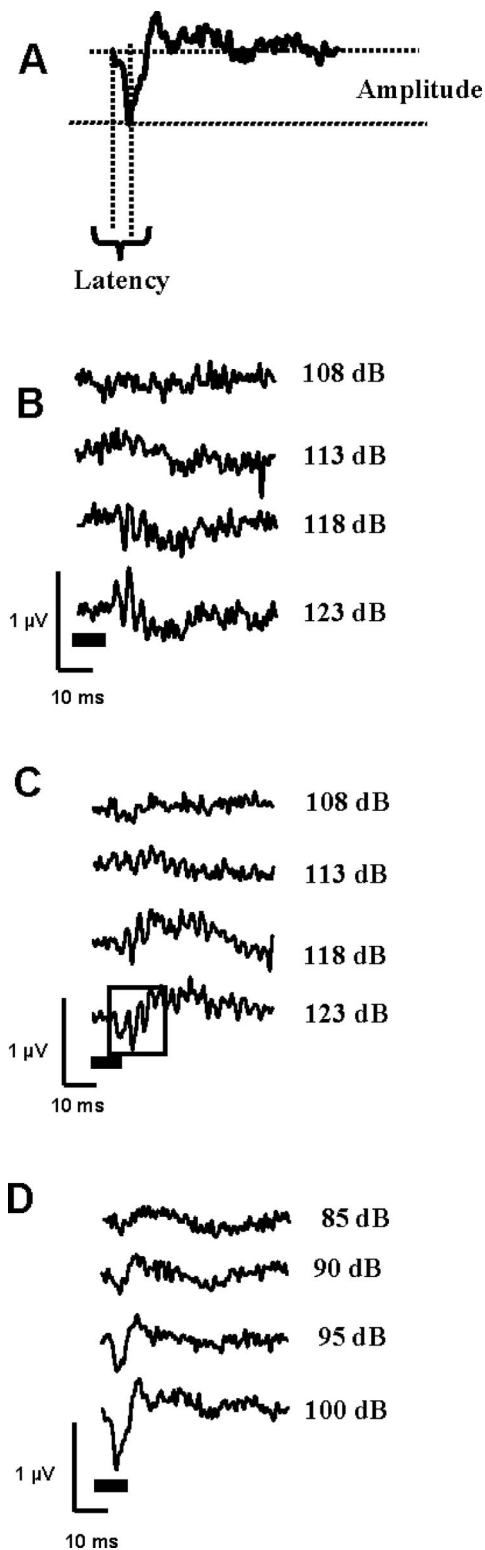 A
Amplitude
Latency
B
108 dB
113 dB
118 dB
123 dB
1 µV
10 ms
C
108 dB
113 dB
118 dB
123 dB
1 µV
10 ms
D
85 dB
90 dB
95 dB
100 dB
1 µV
10 ms